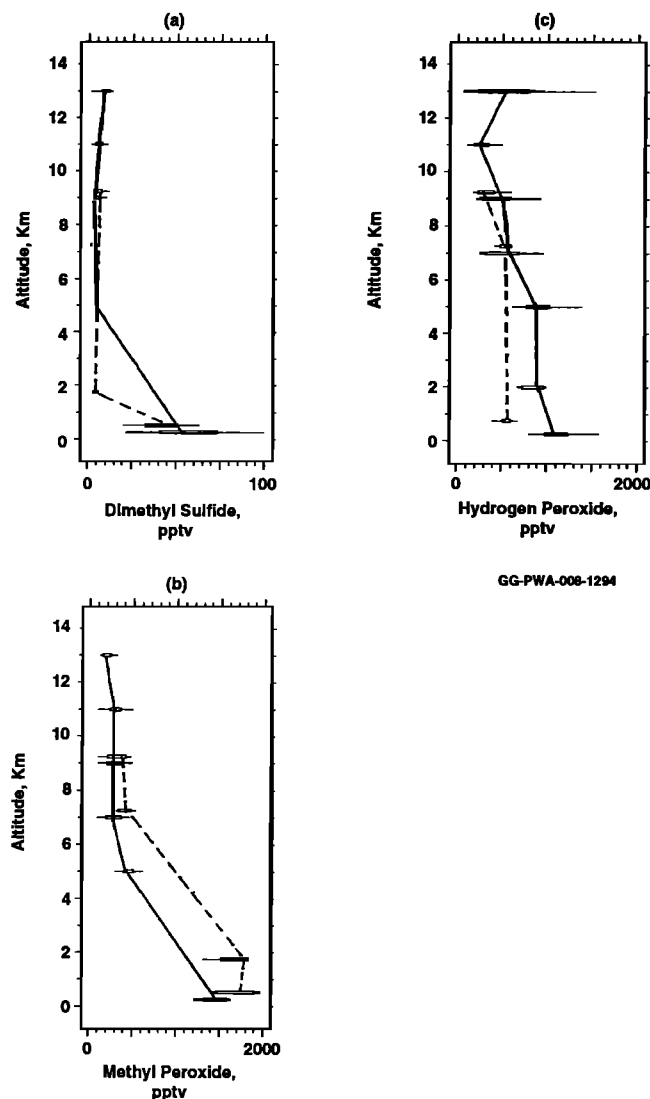 (a)
14
12
10
8
6
4
2
0
Altitude, Km
0 100
Dimethyl Sulfide,
pptv
(c)
14
12
10
8
6
4
2
0
Altitude, Km
0 2000
Hydrogen Peroxide,
pptv
GG-PWA-008-1294
(b)
14
12
10
8
6
4
2
0
Altitude, Km
0 2000
Methyl Peroxide,
pptv